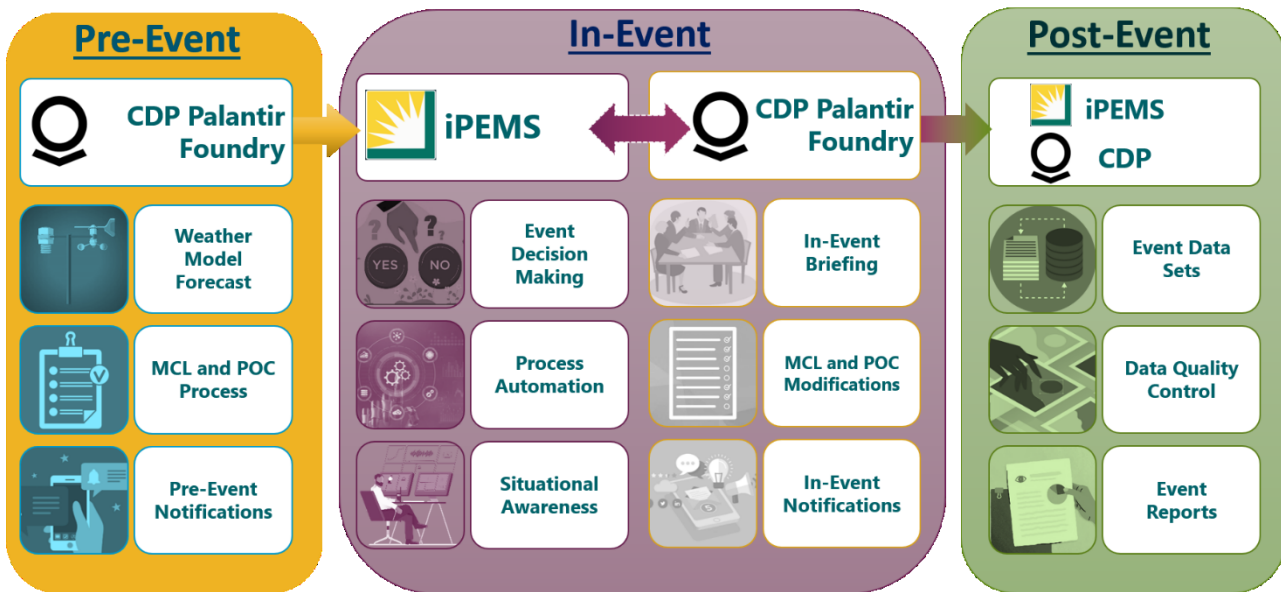 Pre-Event
CDP Palantir
Foundry
Weather
Model
Forecast
MCL and POC
Process
Pre-Event
Notifications
In-Event
iPEMS
CDP Palantir
Foundry
? ?
YES NO
Event
Decision
Making
In-Event
Briefing
Process
Automation
MCL and POC
Modifications
Situational
Awareness
In-Event
Notifications
Post-Event
iPEMS
CDP
Event Data
Sets
Data Quality
Control
Event
Reports